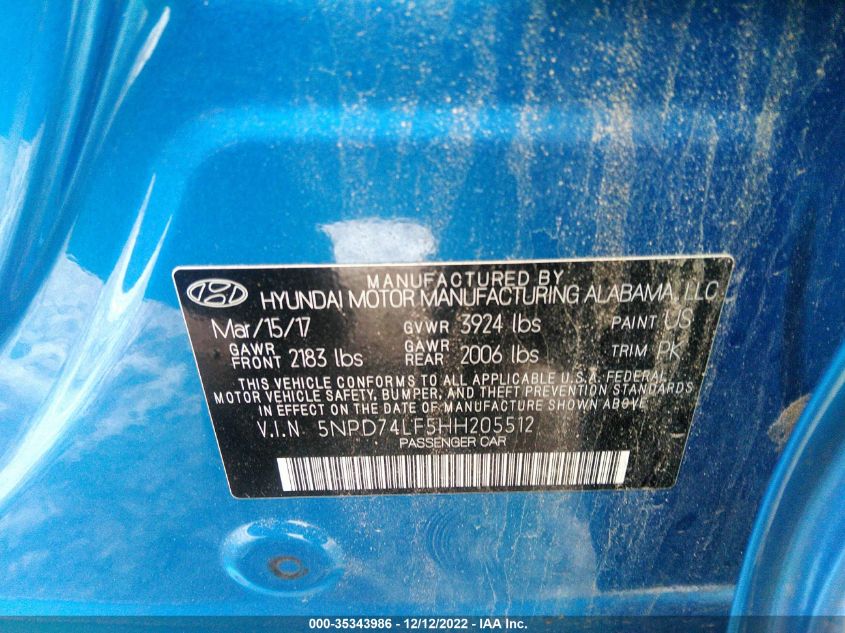 MANUFACTURED BY
HYUNDAI MOTOR MANUFACTURING ALABAMA, LLC
Mar/15/17 GVWR 3924 lbs PAINT US
GAWR FRONT 2183 lbs GAWR REAR 2006 lbs TRIM PK
THIS VEHICLE CONFORMS TO ALL APPLICABLE U.S.A. FEDERAL
MOTOR VEHICLE SAFETY, BUMPER, AND THEFT PREVENTION STANDARDS
IN EFFECT ON THE DATE OF MANUFACTURE SHOWN ABOVE.
V.I.N 5NPD74LF5HH205512
PASSENGER CAR
000-35343986 - 12/12/2022 - IAA Inc.